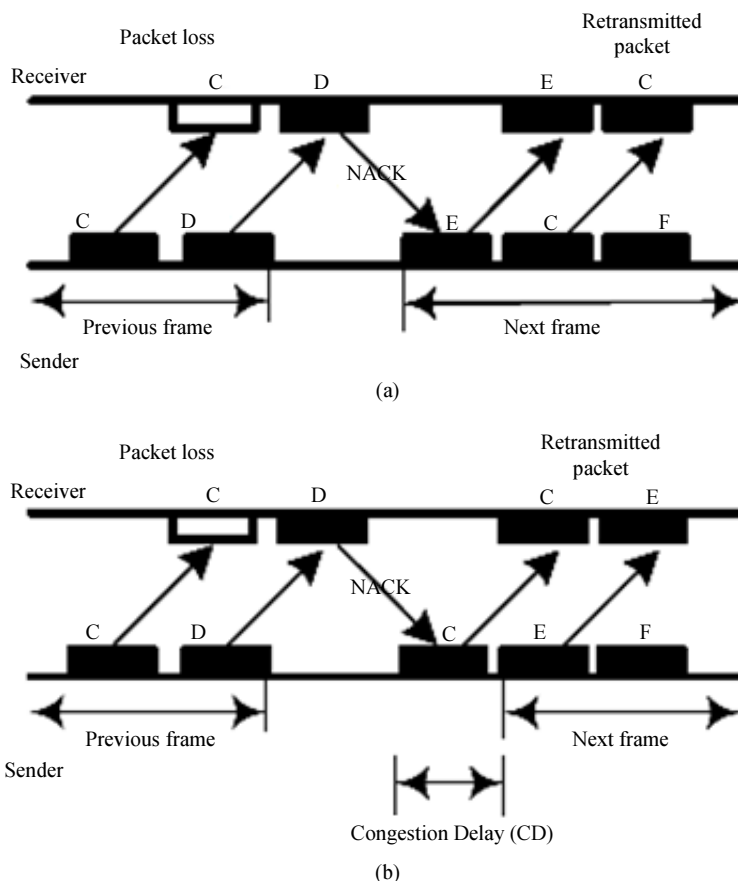 Packet loss
Retransmitted
packet
Receiver
C D E C
NACK
C D E C F
Previous frame Next frame
Sender
(a)
Packet loss
Retransmitted
packet
Receiver
C D C E
NACK
C D C E F
Previous frame Next frame
Sender
Congestion Delay (CD)
(b)